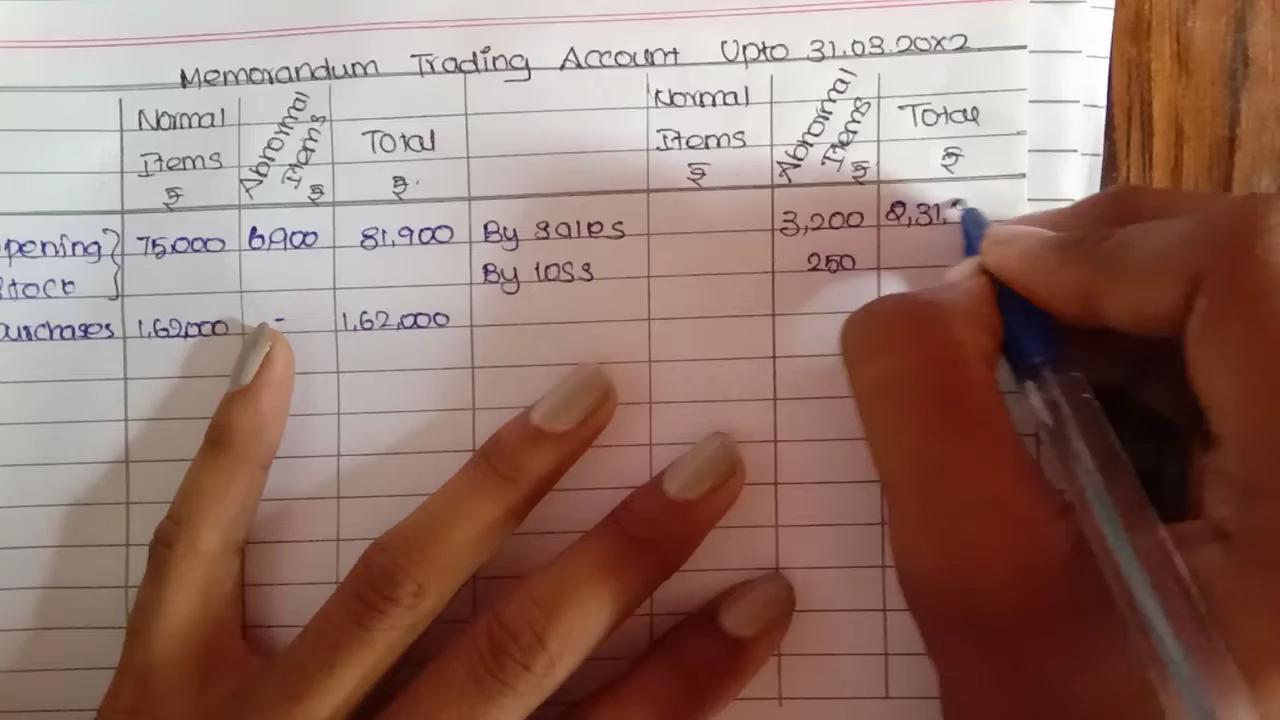 Memorandum Trading Account Upto 31.03.20x2
Normal Items ₹ Abnormal Items ₹ Total ₹ Normal Items ₹ Abnormal Items ₹ Total ₹
pening 75,000 6,900 81,900 By sales 3,200 2,31,
stock By loss 250
urchases 1,62,000 - 1,62,000